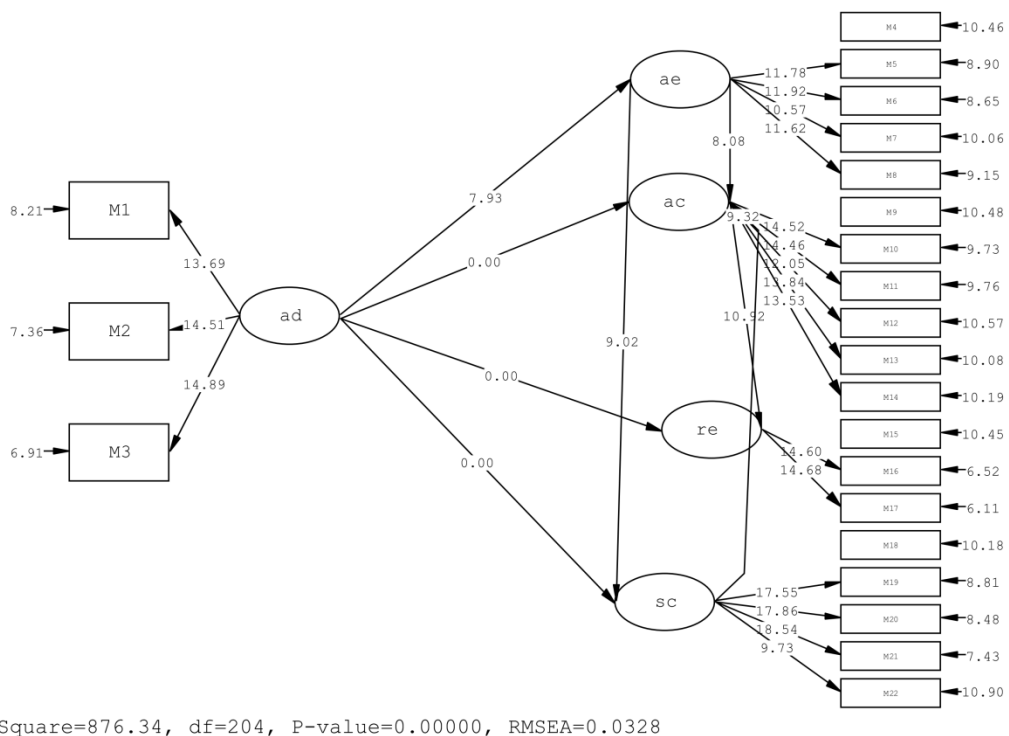 M4 10.46
ae 11.78 M5 8.90
11.92 M6 8.65
10.57 M7 10.06
11.62 M8 9.15
8.08
7.93
8.21 M1 ac 9.32 M9 10.48
14.52 M10 9.73
14.46 M11 9.76
12.05 M12 10.57
13.84 M13 10.08
13.53 M14 10.19
13.69 0.00
7.36 M2 14.51 ad
10.92
9.02
14.89 0.00
6.91 M3 re M15 10.45
14.60 M16 6.52
14.68 M17 6.11
0.00
M18 10.18
sc 17.55 M19 8.81
17.86 M20 8.48
18.54 M21 7.43
9.73 M22 10.90
Square=876.34, df=204, P-value=0.00000, RMSEA=0.0328